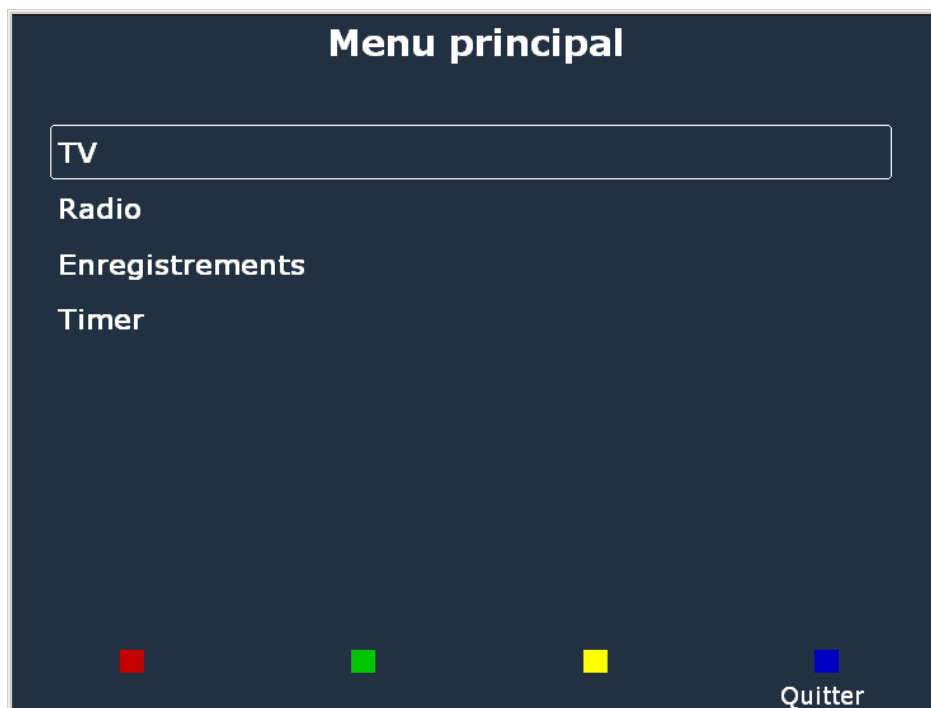 Menu principal
TV
Radio
Enregistrements
Timer
Quitter